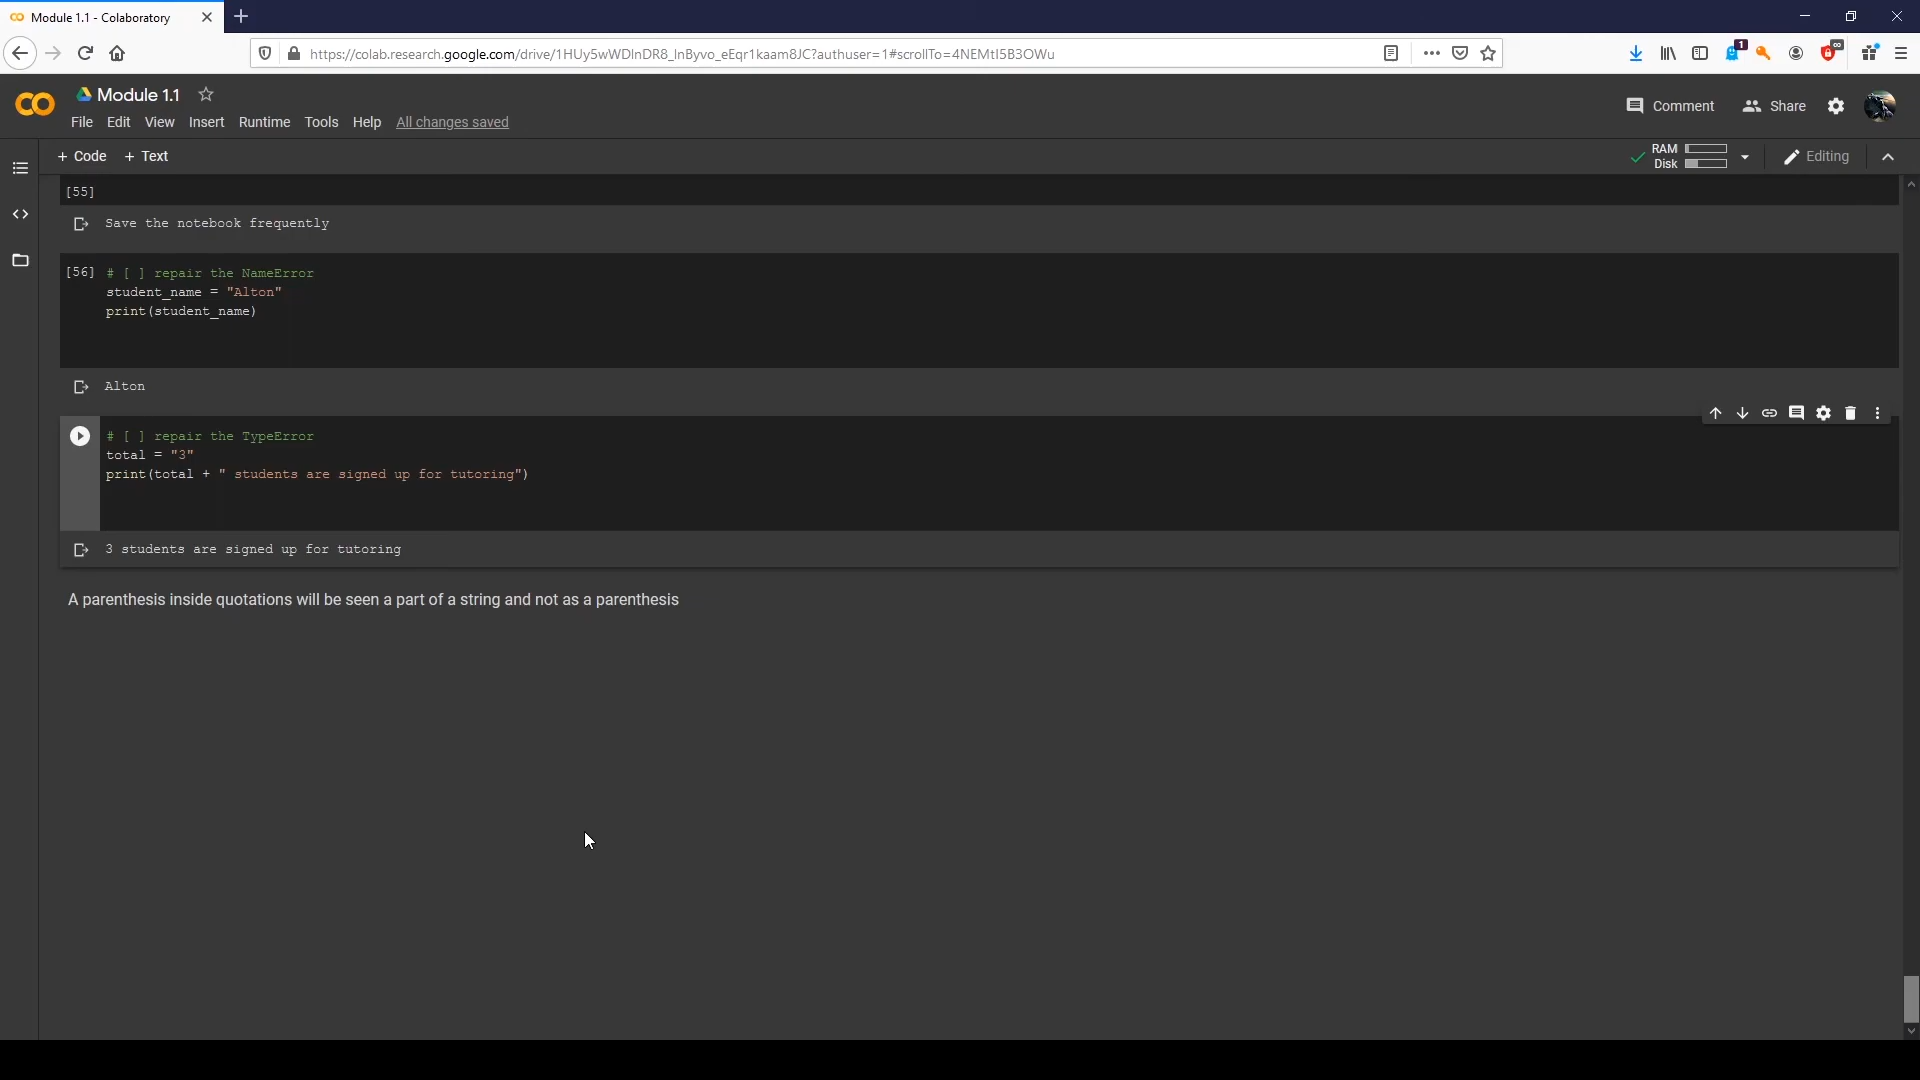 Module 1.1 - Colaboratory
https://colab.research.google.com/drive/1HUy5wWDlnDR8_lnByvo_eEqr1kaam8JC?authuser=1#scrollTo=4NEMtI5B3OWu
1
Module 1.1
Comment
Share
File Edit View Insert Runtime Tools Help All changes saved
+ Code + Text
RAM
Disk
Editing
[55]
Save the notebook frequently
[56] # [ ] repair the NameError
student_name = "Alton"
print(student_name)
Alton
# [ ] repair the TypeError
total = "3"
print(total + " students are signed up for tutoring")
3 students are signed up for tutoring
A parenthesis inside quotations will be seen a part of a string and not as a parenthesis